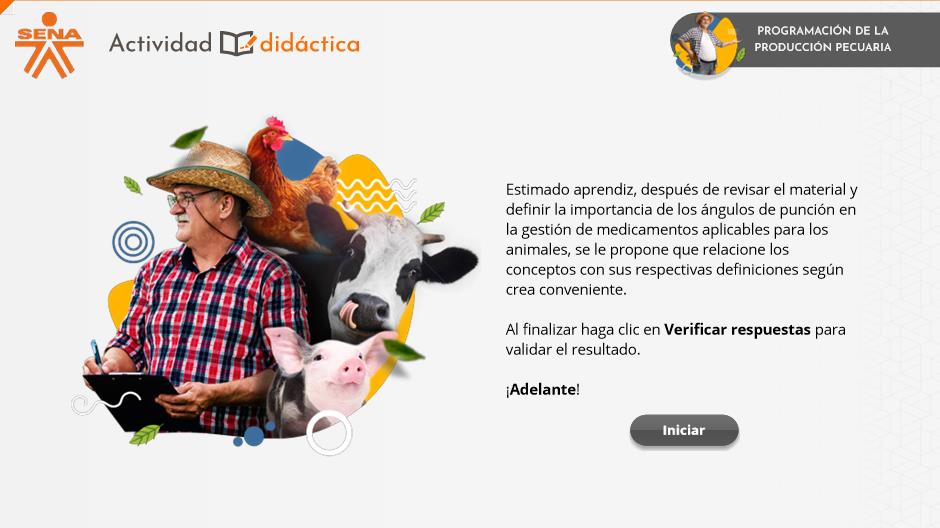 SENA
Actividad didáctica
PROGRAMACIÓN DE LA
PRODUCCIÓN PECUARIA
Estimado aprendiz, después de revisar el material y
definir la importancia de los ángulos de punción en
la gestión de medicamentos aplicables para los
animales, se le propone que relacione los
conceptos con sus respectivas definiciones según
crea conveniente.
Al finalizar haga clic en Verificar respuestas para
validar el resultado.
¡Adelante!
Iniciar